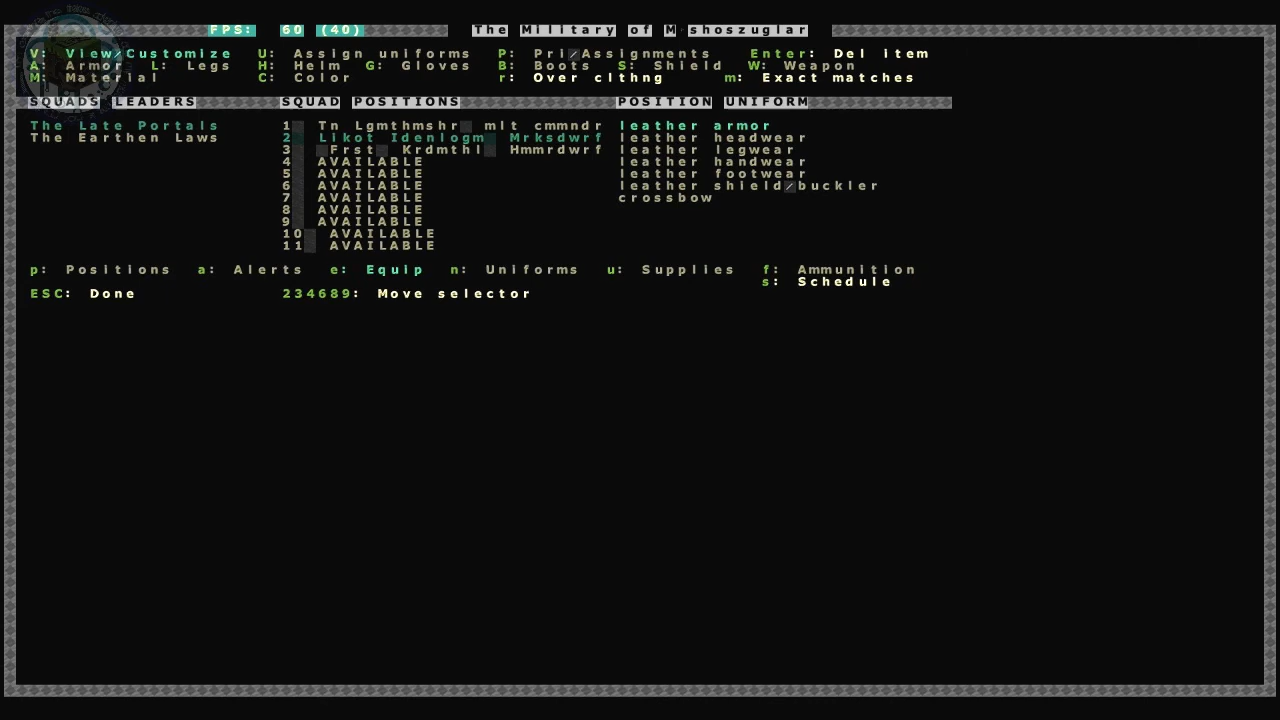 FPS: 60 (40) The Military of M shoszuglar
V: View/Customize U: Assign uniforms P: Pri/Assignments Enter: Del item
A: Armor L: Legs H: Helm G: Gloves B: Boots S: Shield W: Weapon
M: Material C: Color r: Over clthng m: Exact matches
SQUADS LEADERS SQUAD POSITIONS POSITION UNIFORM
The Late Portals 1 Tn Lgmthmshr mlt cmmndr leather armor
The Earthen Laws 2 Likot Idenlogm Mrksdwrf leather headwear
3 Frst Krdmthl Hmmrdwrf leather legwear
4 AVAILABLE leather handwear
5 AVAILABLE leather footwear
6 AVAILABLE leather shield/buckler
7 AVAILABLE crossbow
8 AVAILABLE
9 AVAILABLE
10 AVAILABLE
11 AVAILABLE
p: Positions a: Alerts e: Equip n: Uniforms u: Supplies f: Ammunition
s: Schedule
ESC: Done 234689: Move selector